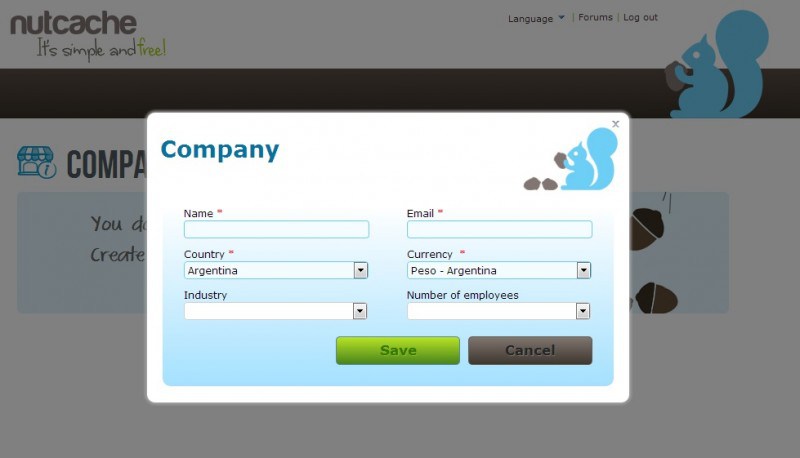 nutcache
It's simple and free!
Language | Forums | Log out
x
Company
COMPA
You do
Create
Name *
Email *
Country *
Currency *
Argentina
Peso - Argentina
Industry
Number of employees
Save
Cancel